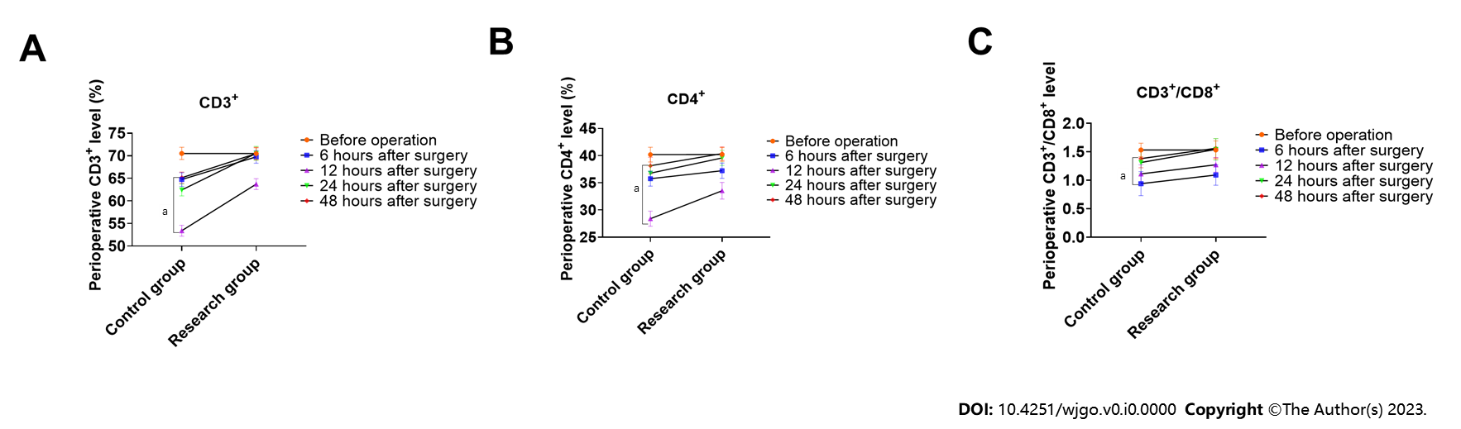 A
CD3+
Perioperative CD3+ level (%)
75
70
65
60
55
50
a
Control group
Research group
Before operation
6 hours after surgery
12 hours after surgery
24 hours after surgery
48 hours after surgery
B
CD4+
Perioperative CD4+ level (%)
45
40
35
30
25
a
Control group
Research group
Before operation
6 hours after surgery
12 hours after surgery
24 hours after surgery
48 hours after surgery
C
CD3+/CD8+
Perioperative CD3+/CD8+ level
2.0
1.5
1.0
0.5
0.0
a
Control group
Research group
Before operation
6 hours after surgery
12 hours after surgery
24 hours after surgery
48 hours after surgery
DOI: 10.4251/wjgo.v0.i0.0000 Copyright ©The Author(s) 2023.